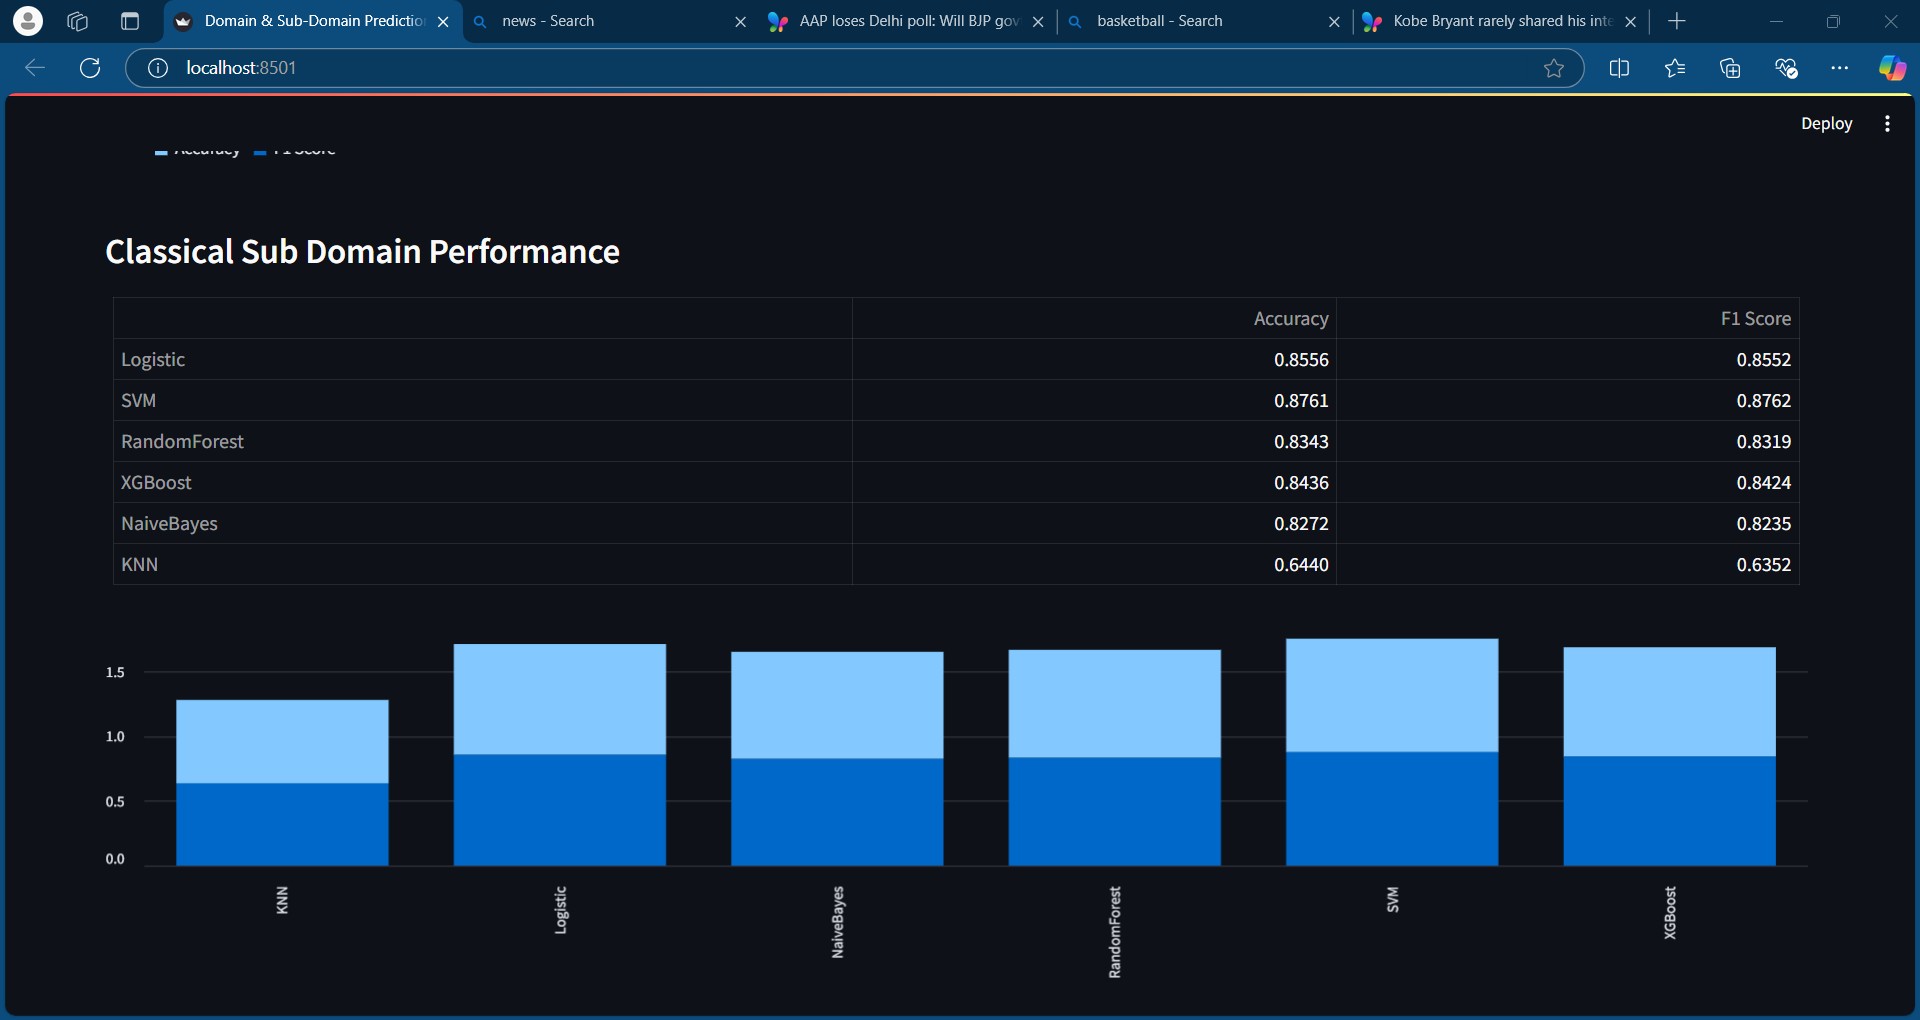 Domain & Sub-Domain Predictio
news - Search
AAP loses Delhi poll: Will BJP gov
basketball - Search
Kobe Bryant rarely shared his inte
localhost:8501
Deploy
Accuracy F1 Score
Classical Sub Domain Performance
Accuracy F1 Score
Logistic 0.8556 0.8552
SVM 0.8761 0.8762
RandomForest 0.8343 0.8319
XGBoost 0.8436 0.8424
NaiveBayes 0.8272 0.8235
KNN 0.6440 0.6352
1.5
1.0
0.5
0.0
KNN
Logistic
NaiveBayes
RandomForest
SVM
XGBoost